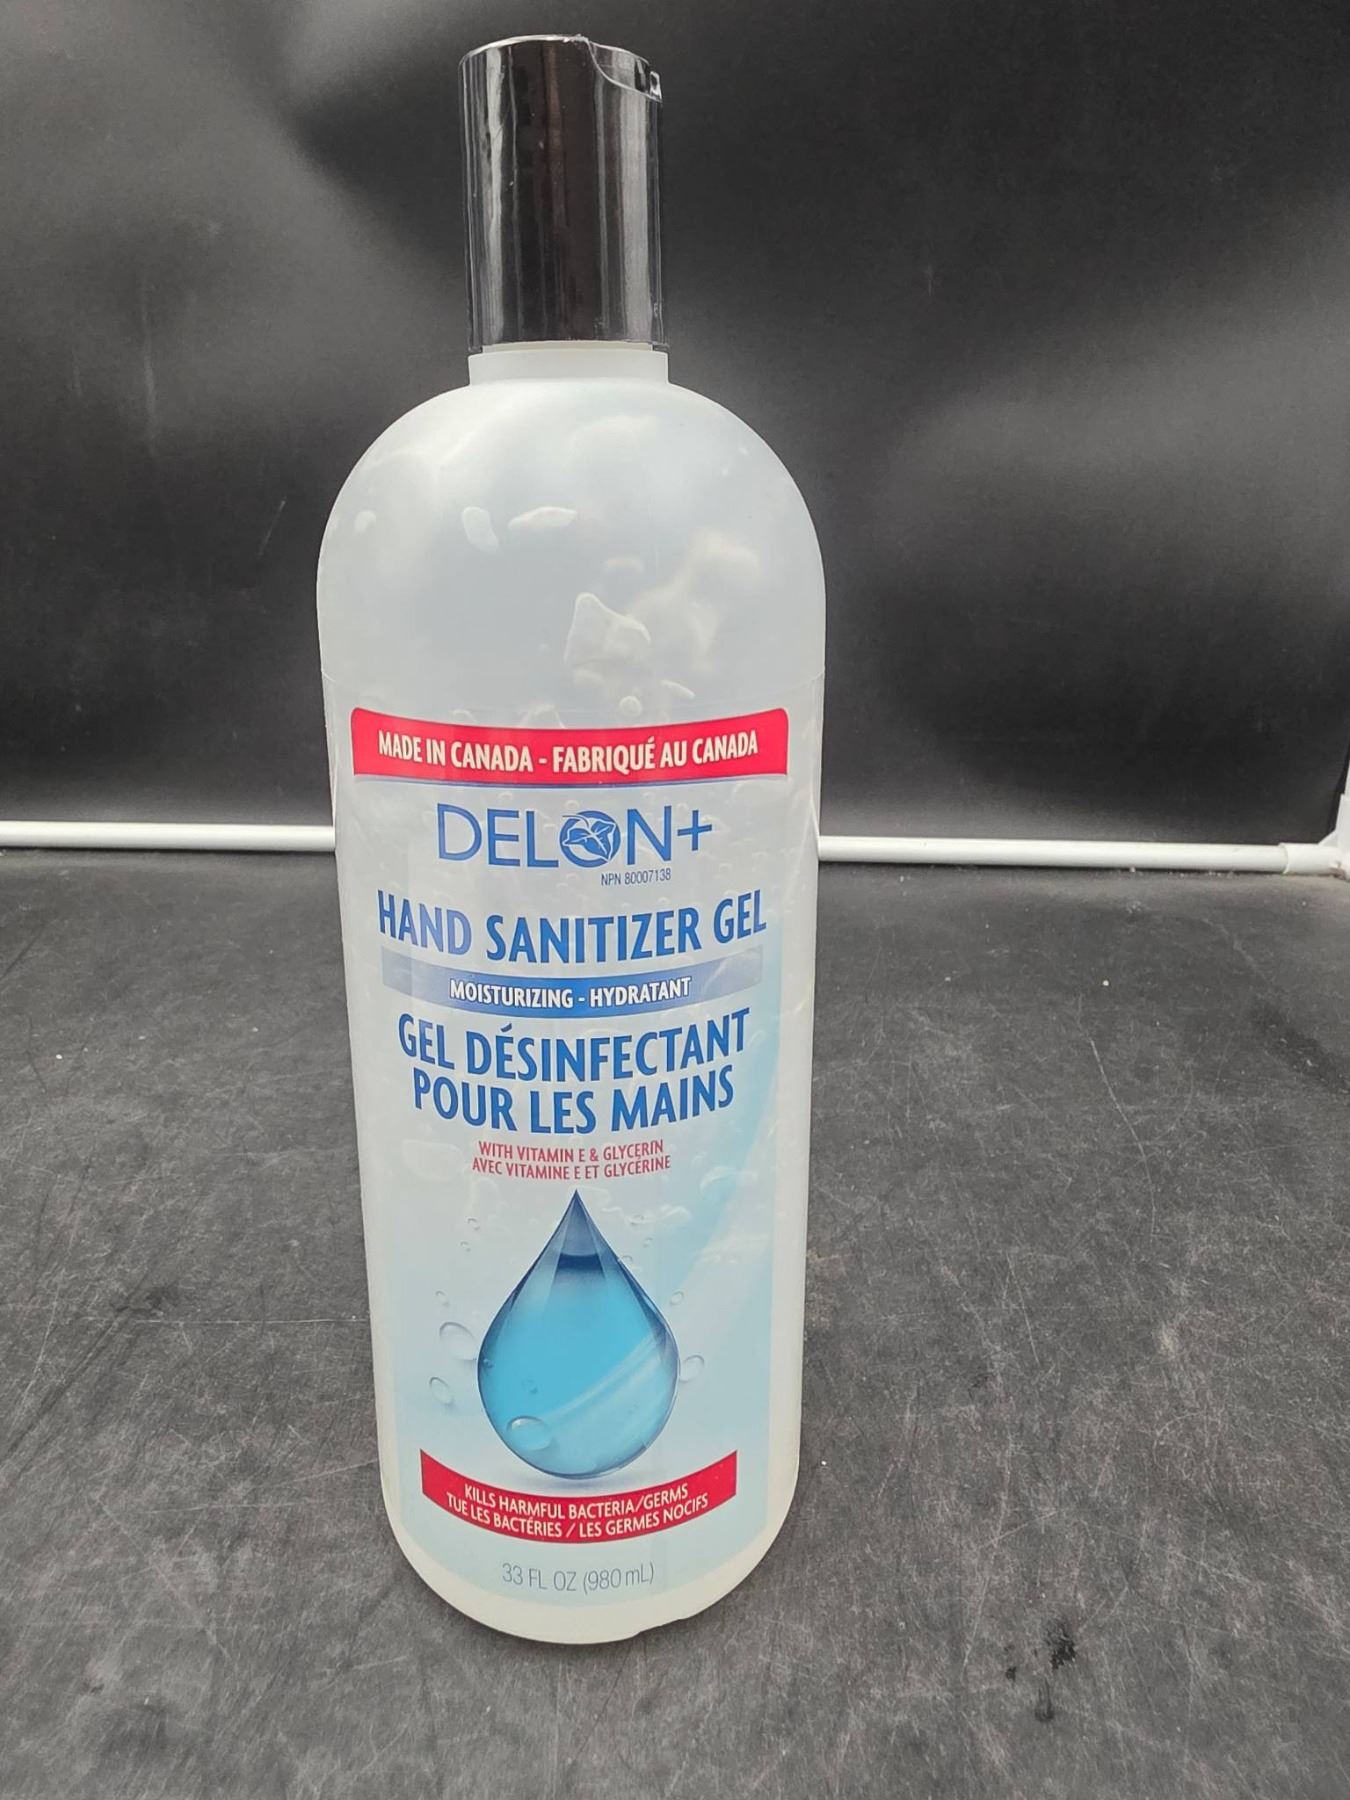 MADE IN CANADA - FABRIQUÉ AU CANADA
DELON+
NPN 80007138
HAND SANITIZER GEL
MOISTURIZING - HYDRATANT
GEL DÉSINFECTANT
POUR LES MAINS
WITH VITAMIN E & GLYCERIN
AVEC VITAMINE E ET GLYCÉRINE
KILLS HARMFUL BACTERIA/GERMS
TUE LES BACTÉRIES / LES GERMES NOCIFS
33 FL OZ (980 mL)